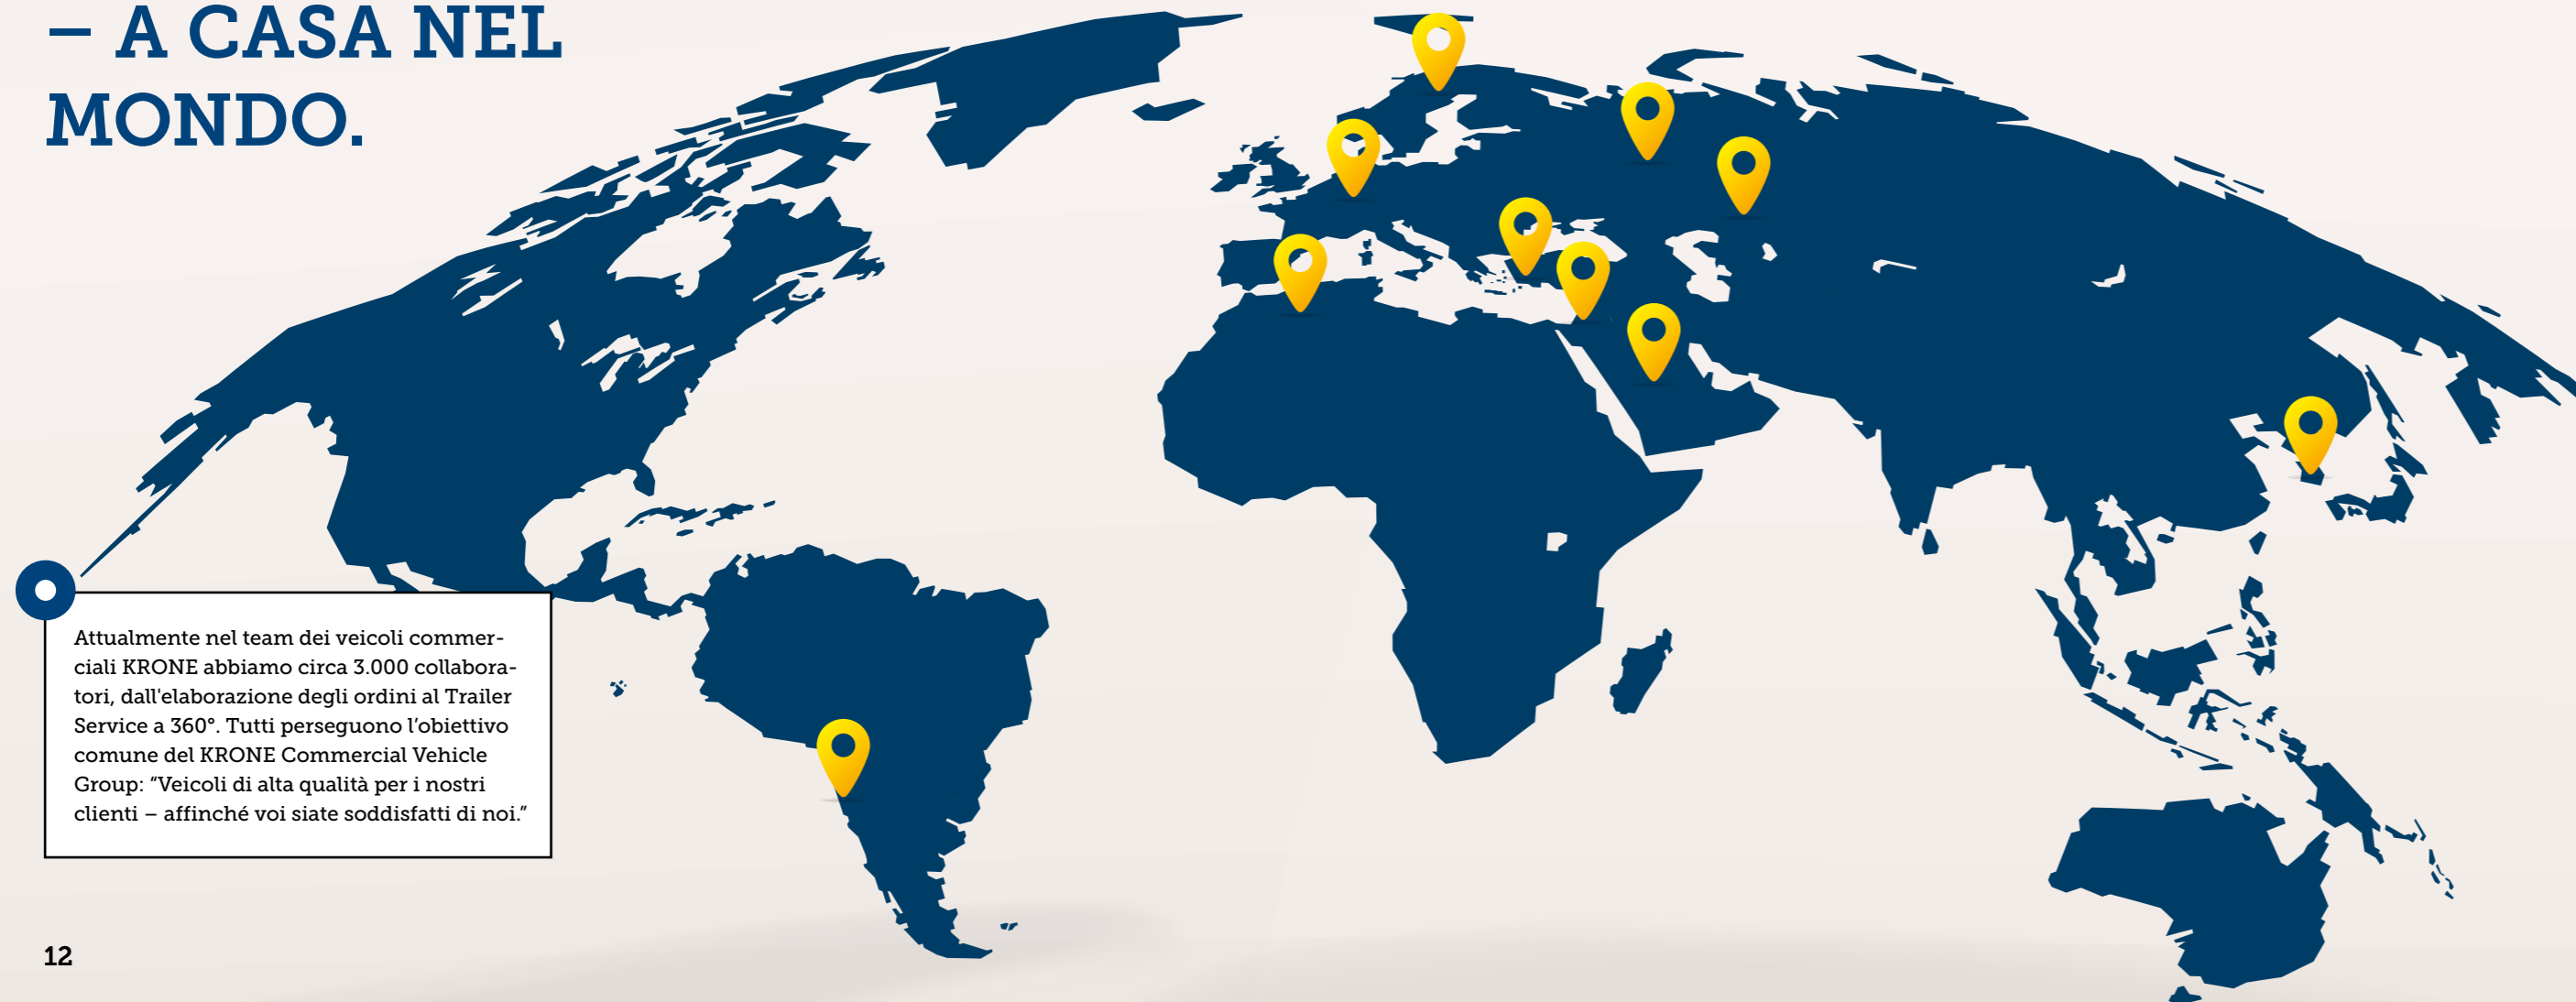 – A CASA NEL
MONDO.
Attualmente nel team dei veicoli commer-
ciali KRONE abbiamo circa 3.000 collabora-
tori, dall'elaborazione degli ordini al Trailer
Service a 360°. Tutti perseguono l’obiettivo
comune del KRONE Commercial Vehicle
Group: “Veicoli di alta qualità per i nostri
clienti – affinché voi siate soddisfatti di noi.”
12